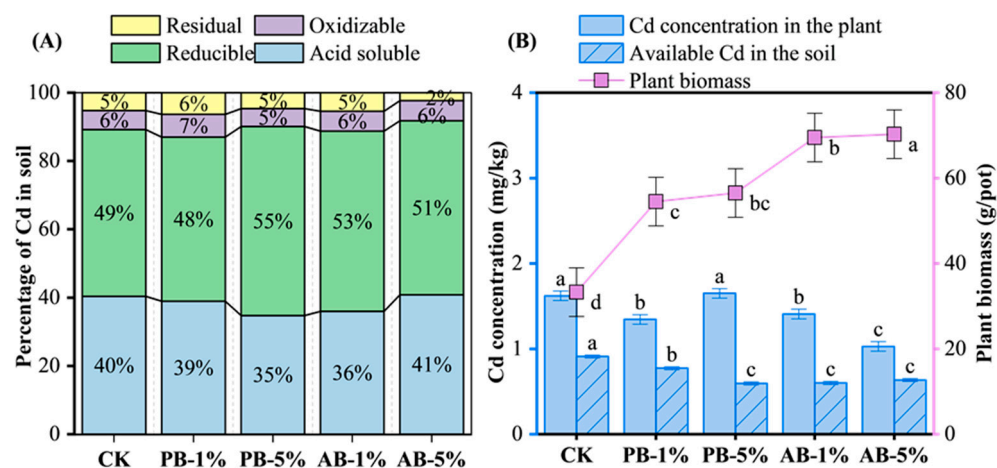 (A)
Residual
Oxidizable
Reducible
Acid soluble
Percentage of Cd in soil
100
80
60
40
20
0
5%
6%
5%
5%
2%
6%
7%
5%
6%
6%
49%
48%
55%
53%
51%
40%
39%
35%
36%
41%
CK
PB-1%
PB-5%
AB-1%
AB-5%
(B)
Cd concentration in the plant
Available Cd in the soil
Plant biomass
Cd concentration (mg/kg)
4
3
2
1
0
Plant biomass (g/pot)
80
60
40
20
0
d
c
bc
b
a
a
b
a
b
c
a
b
c
c
c
CK
PB-1%
PB-5%
AB-1%
AB-5%